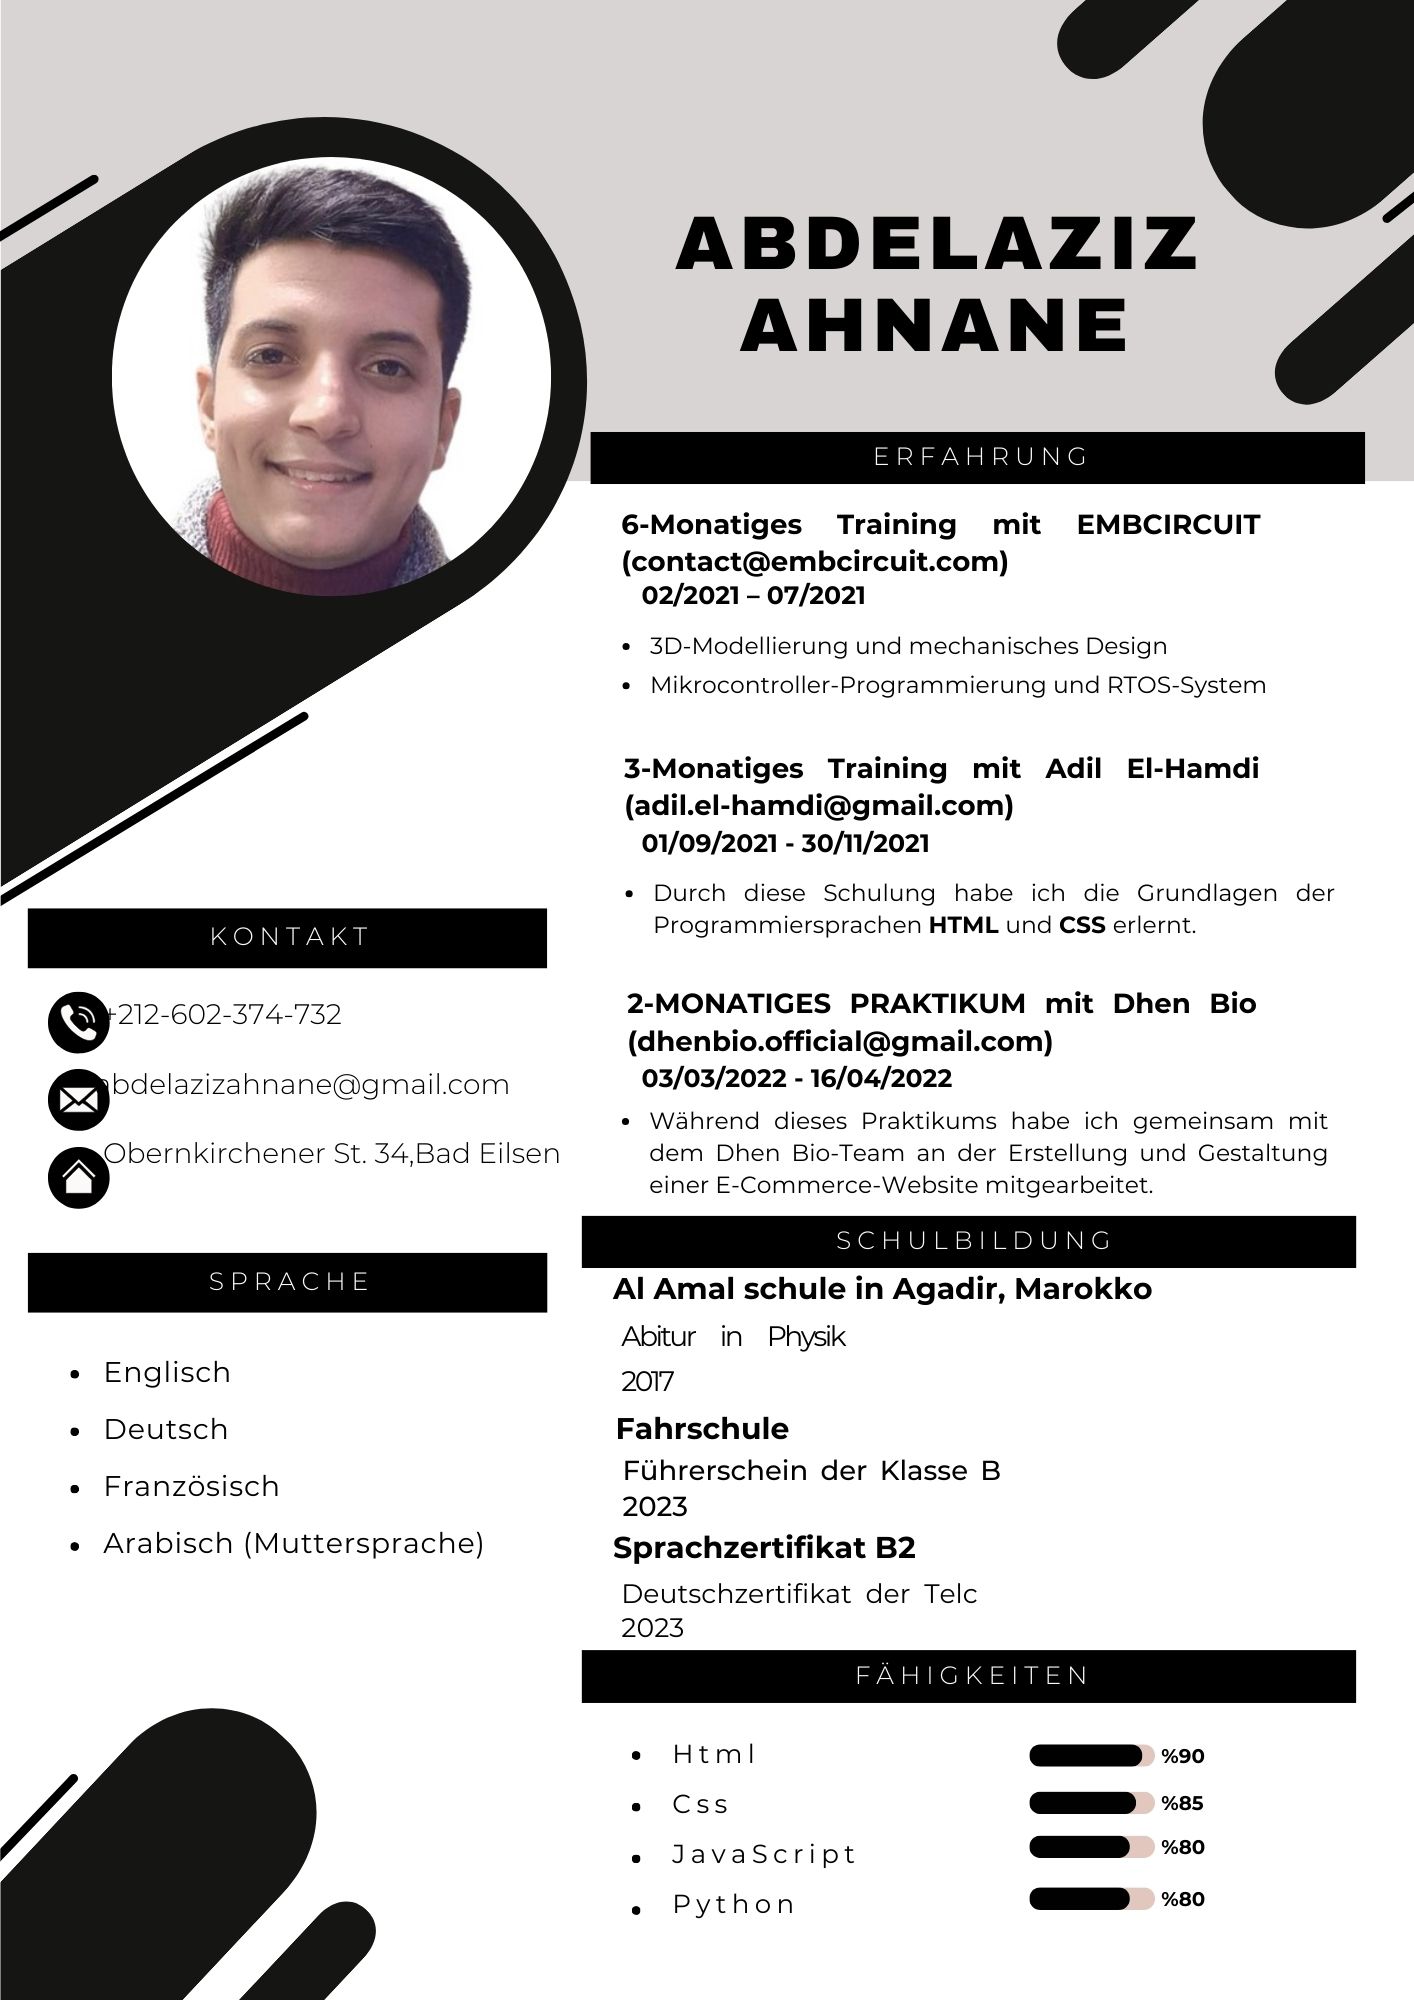 ABDELAZIZ
AHNANE
ERFAHRUNG
6-Monatiges Training mit EMBCIRCUIT
(contact@embcircuit.com)
02/2021 – 07/2021
• 3D-Modellierung und mechanisches Design
• Mikrocontroller-Programmierung und RTOS-System
3-Monatiges Training mit Adil El-Hamdi
(adil.el-hamdi@gmail.com)
01/09/2021 - 30/11/2021
• Durch diese Schulung habe ich die Grundlagen der
Programmiersprachen HTML und CSS erlernt.
2-MONATIGES PRAKTIKUM mit Dhen Bio
(dhenbio.official@gmail.com)
03/03/2022 - 16/04/2022
• Während dieses Praktikums habe ich gemeinsam mit
dem Dhen Bio-Team an der Erstellung und Gestaltung
einer E-Commerce-Website mitgearbeitet.
KONTAKT
+212-602-374-732
abdelazizahnane@gmail.com
Obernkirchener St. 34,Bad Eilsen
SPRACHE
• Englisch
• Deutsch
• Französisch
• Arabisch (Muttersprache)
SCHULBILDUNG
Al Amal schule in Agadir, Marokko
Abitur in Physik
2017
Fahrschule
Führerschein der Klasse B
2023
Sprachzertifikat B2
Deutschzertifikat der Telc
2023
FÄHIGKEITEN
• Html %90
• Css %85
• JavaScript %80
• Python %80